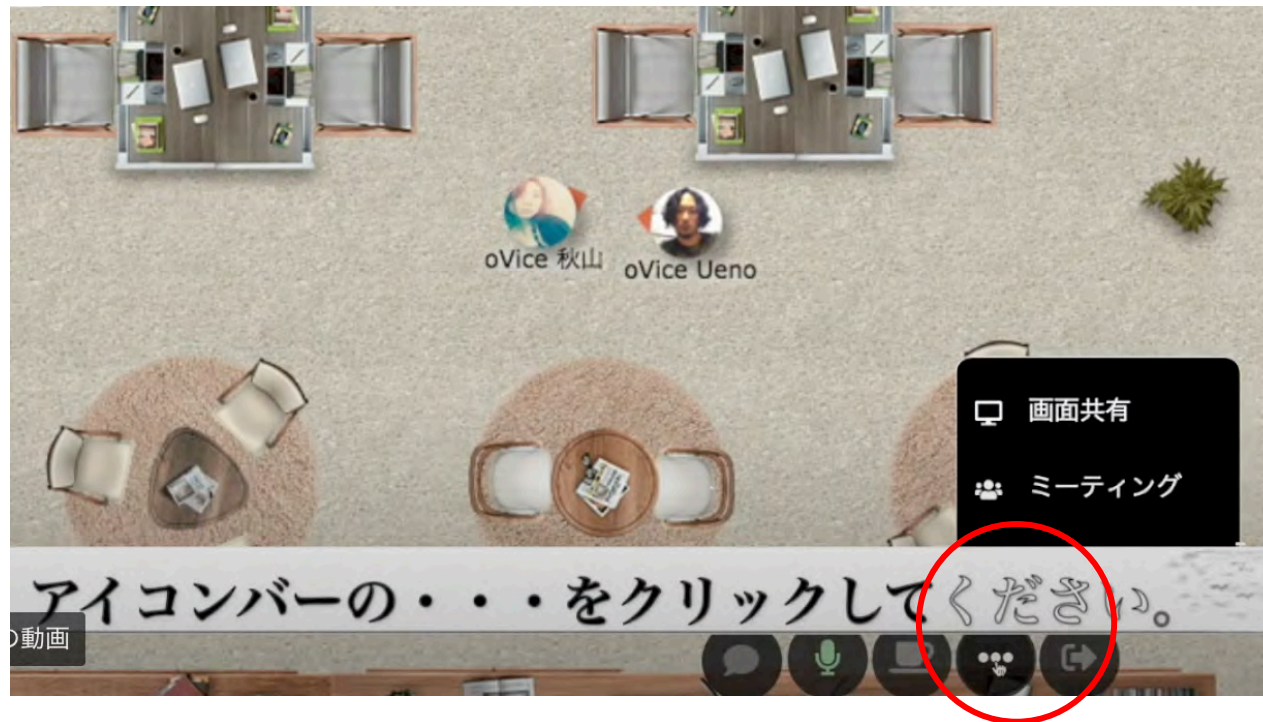 oVice 秋山
oVice Ueno
画面共有
ミーティング
アイコンバーの・・・をクリックしてください。
の動画